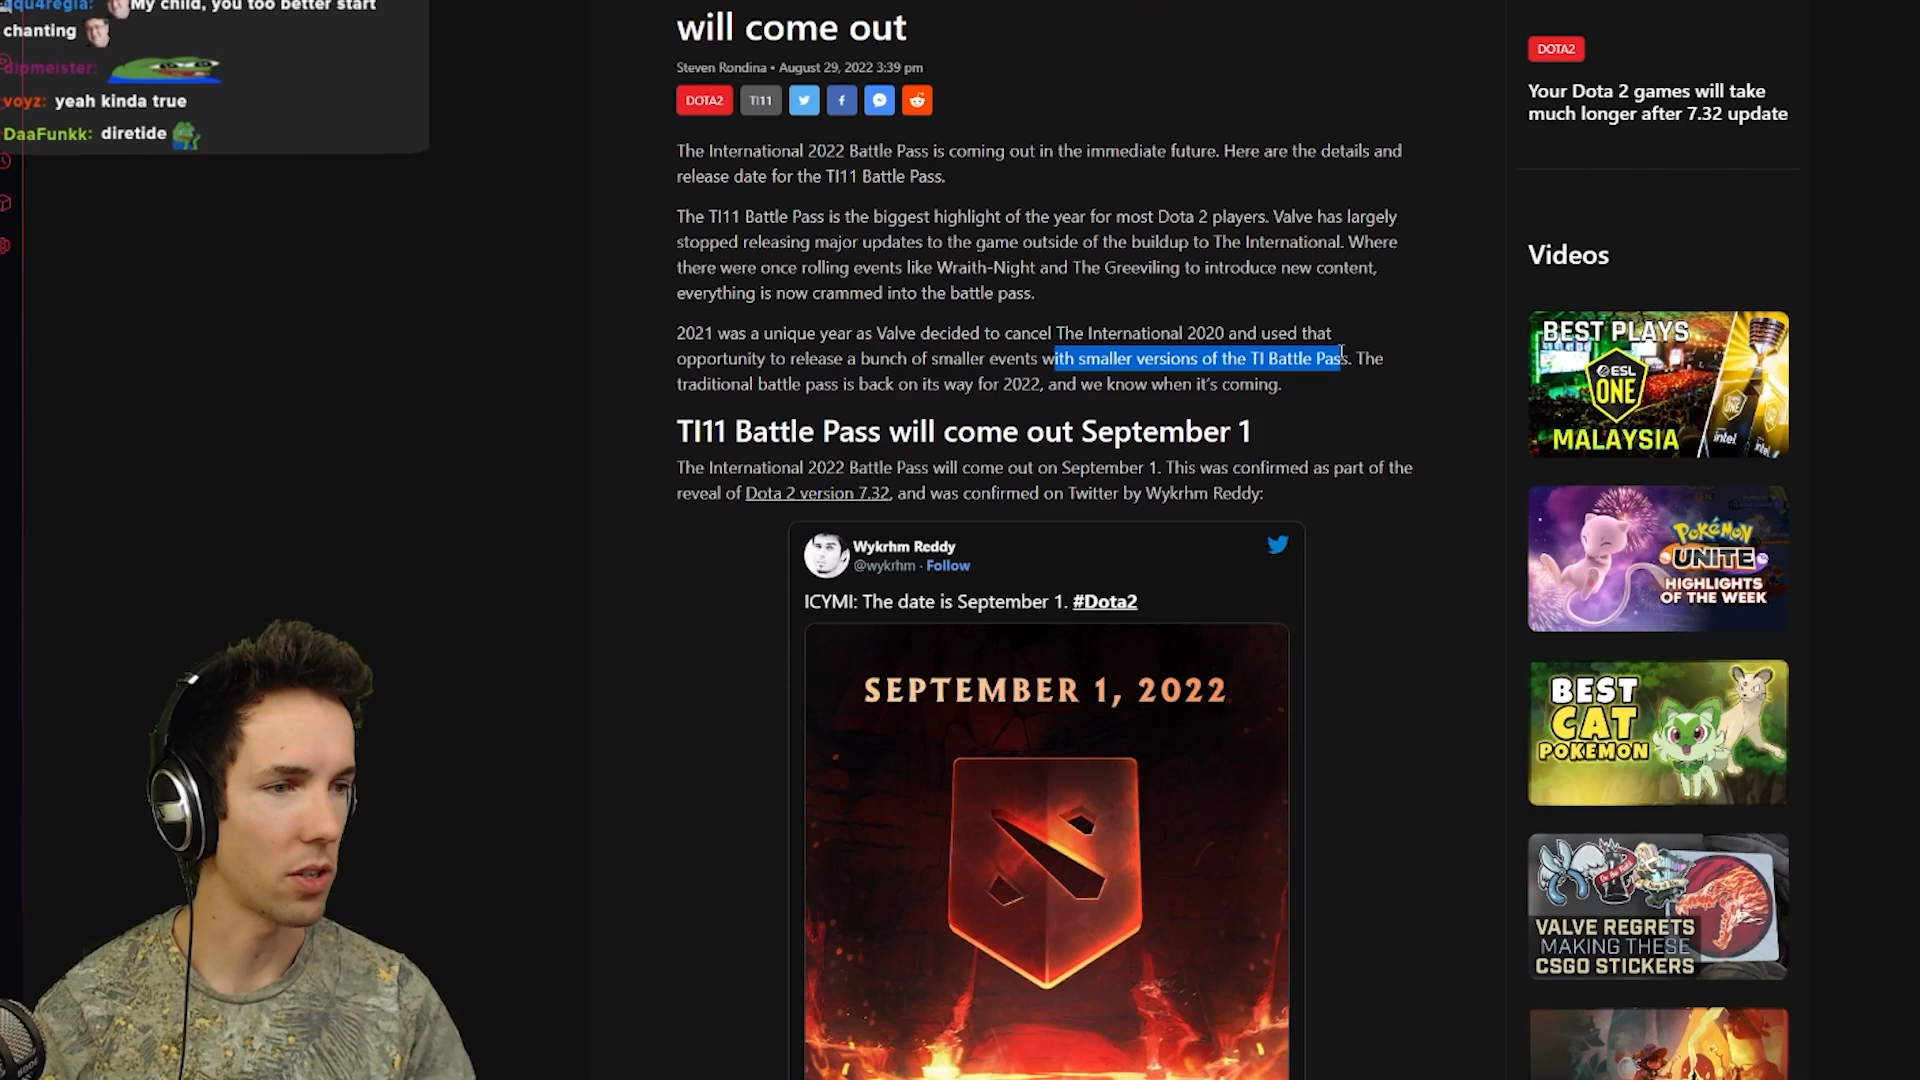 qu4regia: My child, you too better start
chanting
dipmeister:
voyz: yeah kinda true
DaaFunkk: diretide
will come out
Steven Rondina • August 29, 2022 3:39 pm
DOTA2 TI11
The International 2022 Battle Pass is coming out in the immediate future. Here are the details and
release date for the TI11 Battle Pass.
The TI11 Battle Pass is the biggest highlight of the year for most Dota 2 players. Valve has largely
stopped releasing major updates to the game outside of the buildup to The International. Where
there were once rolling events like Wraith-Night and The Greeviling to introduce new content,
everything is now crammed into the battle pass.
2021 was a unique year as Valve decided to cancel The International 2020 and used that
opportunity to release a bunch of smaller events with smaller versions of the TI Battle Pass. The
traditional battle pass is back on its way for 2022, and we know when it's coming.
TI11 Battle Pass will come out September 1
The International 2022 Battle Pass will come out on September 1. This was confirmed as part of the
reveal of Dota 2 version 7.32, and was confirmed on Twitter by Wykrhm Reddy:
Wykrhm Reddy
@wykrhm · Follow
ICYMI: The date is September 1. #Dota2
SEPTEMBER 1, 2022
DOTA2
Your Dota 2 games will take
much longer after 7.32 update
Videos
BEST PLAYS
ESL
ONE
MALAYSIA
intel
intel
POKéMON
UNITE
HIGHLIGHTS
OF THE WEEK
BEST
CAT
POKEMON
VALVE REGRETS
MAKING THESE
CSGO STICKERS